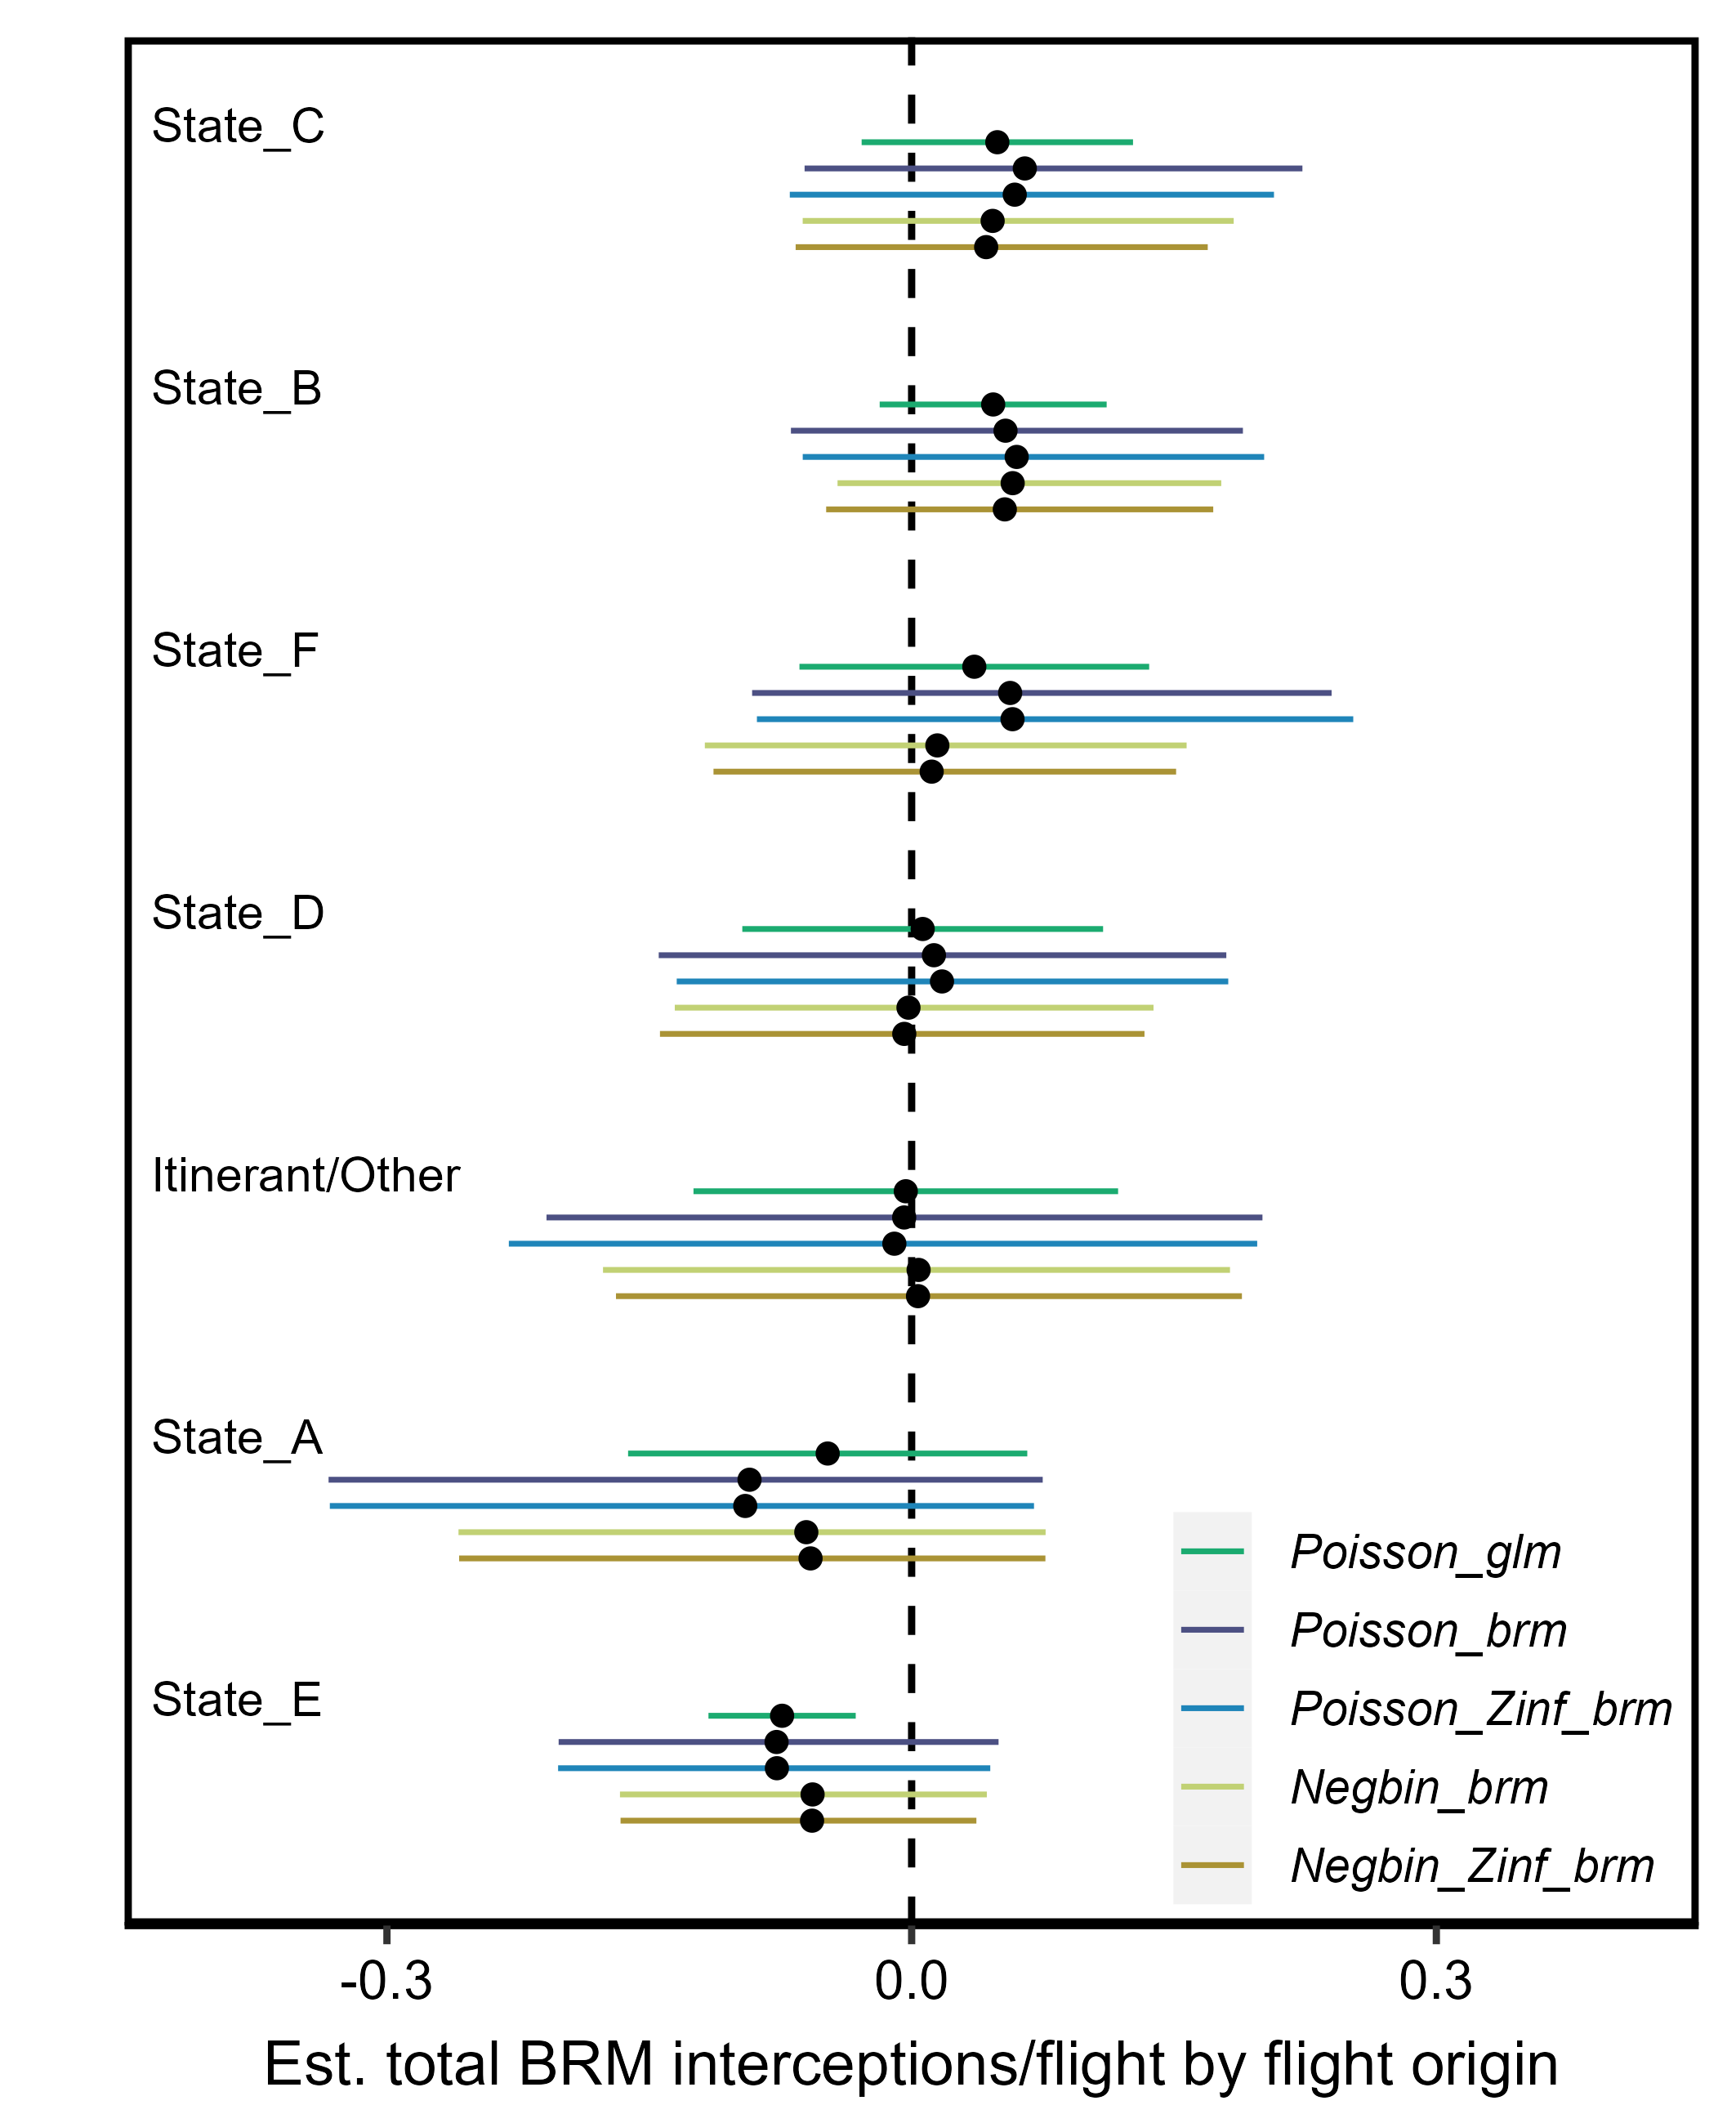 State_C
State_B
State_F
State_D
Itinerant/Other
State_A
State_E
Poisson_glm
Poisson_brm
Poisson_Zinf_brm
Negbin_brm
Negbin_Zinf_brm
-0.3 0.0 0.3
Est. total BRM interceptions/flight by flight origin